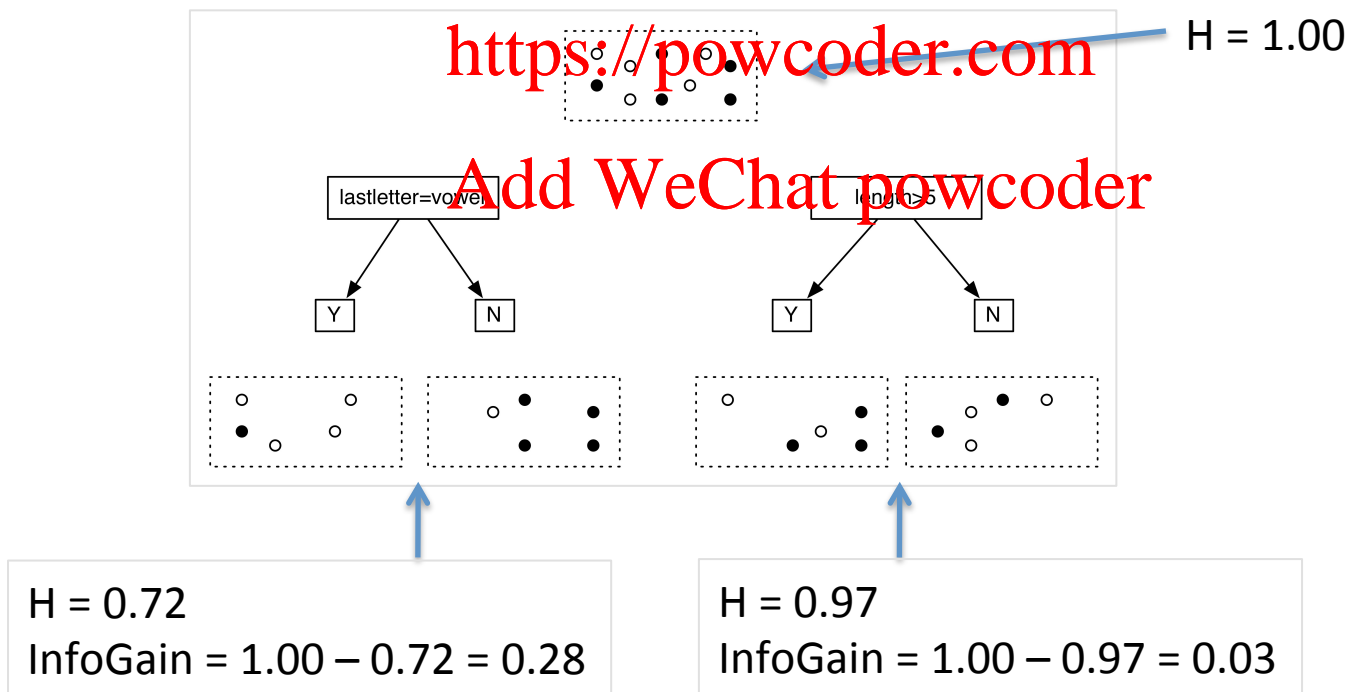 https://powcoder.com
H = 1.00
Add WeChat powcoder
lastletter=vowel
length>5
Y
N
Y
N
H = 0.72
InfoGain = 1.00 – 0.72 = 0.28
H = 0.97
InfoGain = 1.00 – 0.97 = 0.03